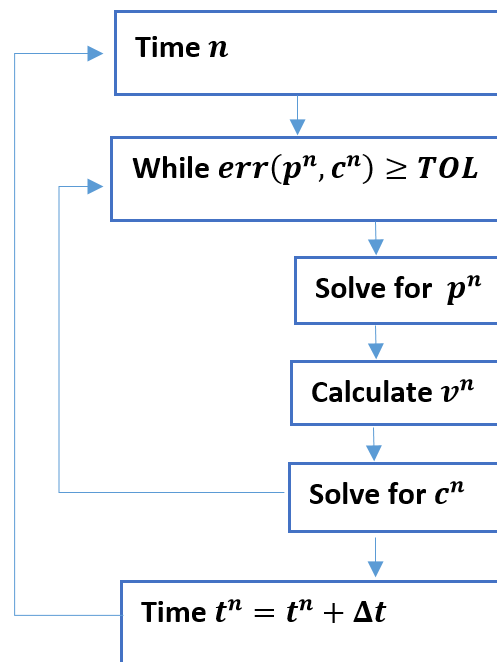 Time n
While err(pⁿ, cⁿ) ≥ TOL
Solve for pⁿ
Calculate vⁿ
Solve for cⁿ
Time tⁿ = tⁿ + Δt